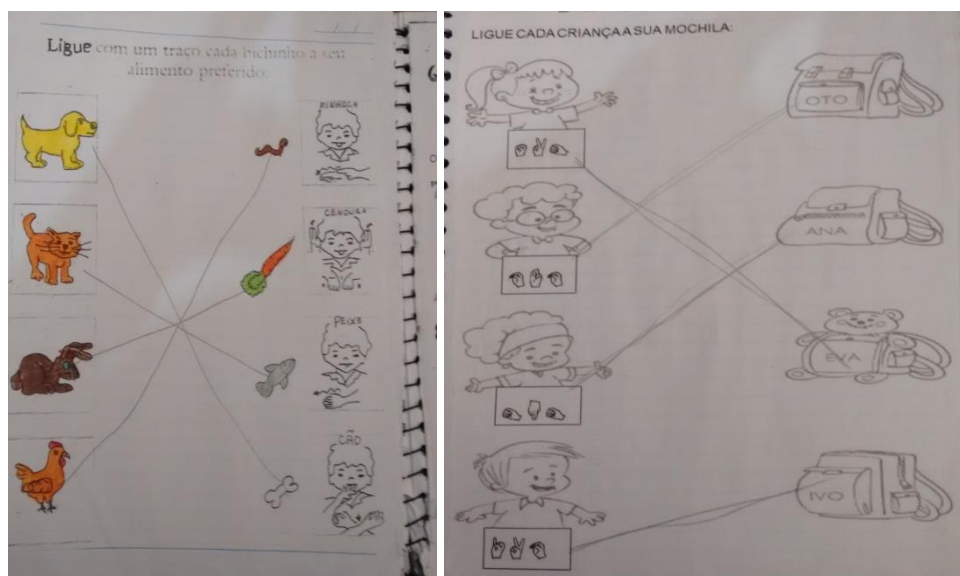 Ligue com um traço cada bichinho a seu
alimento preferido:
MINHOCA
CENOURA
PEIXE
CÃO
LIGUE CADA CRIANÇA A SUA MOCHILA:
OTO
ANA
EVA
IVO